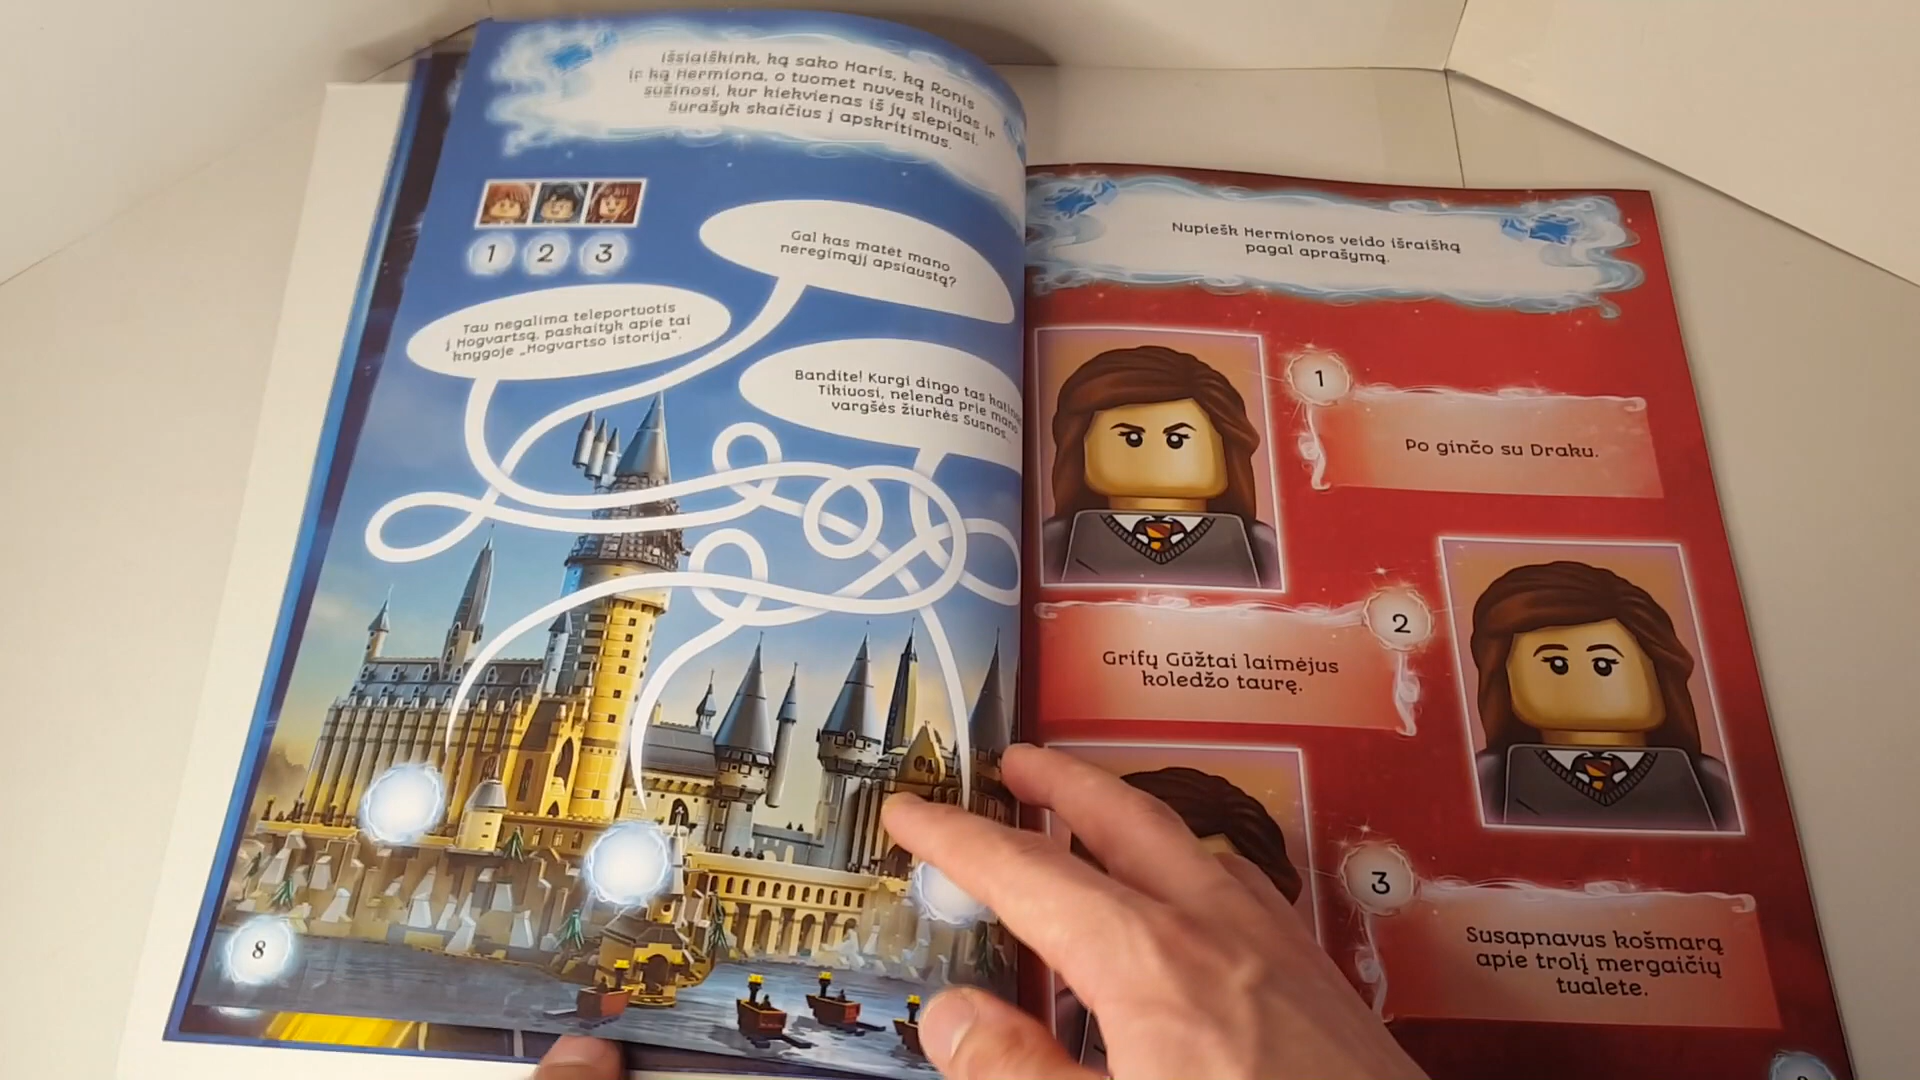 išsiaiškink, ką sako Haris, ką Ronis
ir ką Hermiona, o tuomet nuvesk linijas ir
sužinosi, kur kiekvienas iš jų slepiasi.
Surašyk skaičius į apskritimus.
1 2 3
Gal kas matėt mano
neregimąjį apsiaustą?
Tau negalima teleportuotis
į Hogvartsą, paskaityk apie tai
knygoje „Hogvartso istorija“.
Bandite! Kurgi dingo tas
Tikiuosi, nelenda prie mano
vargšės žiurkės Susnos...
8
Nupiešk Hermionos veido išraišką
pagal aprašymą.
1
Po ginčo su Draku.
2
Grifų Gūžtai laimėjus
koledžo taurę.
3
Susapnavus košmarą
apie trolį mergaičių
tualete.